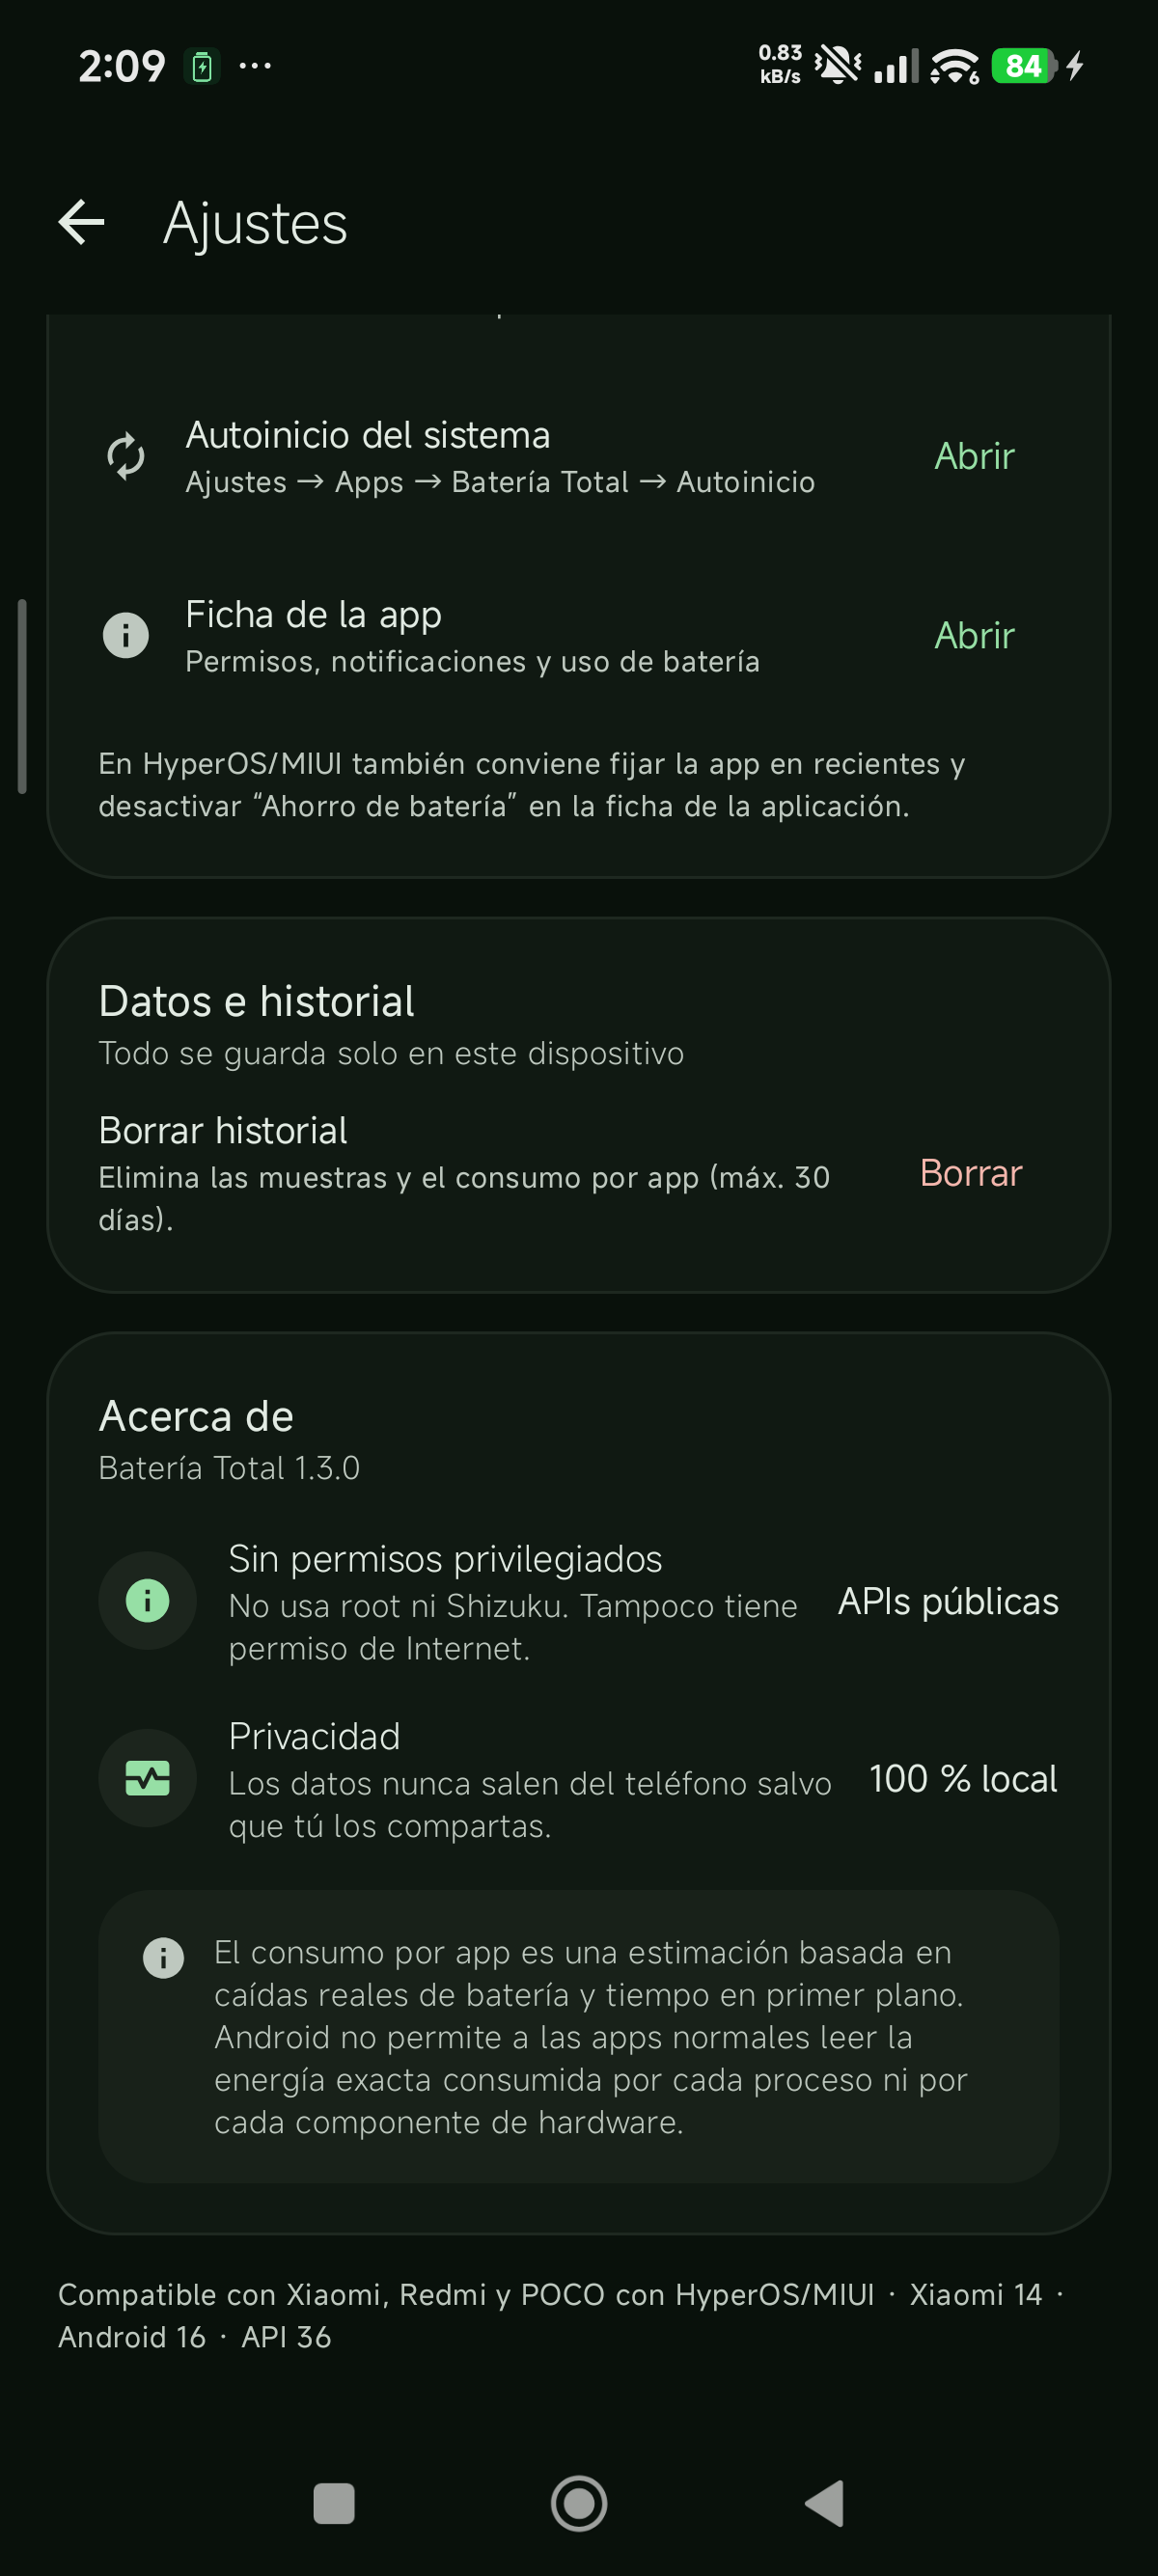 2:09
0.83
kB/s
6
84
Ajustes
Autoinicio del sistema
Ajustes → Apps → Batería Total → Autoinicio
Abrir
Ficha de la app
Permisos, notificaciones y uso de batería
Abrir
En HyperOS/MIUI también conviene fijar la app en recientes y
desactivar “Ahorro de batería” en la ficha de la aplicación.
Datos e historial
Todo se guarda solo en este dispositivo
Borrar historial
Elimina las muestras y el consumo por app (máx. 30
días).
Borrar
Acerca de
Batería Total 1.3.0
Sin permisos privilegiados
No usa root ni Shizuku. Tampoco tiene
permiso de Internet.
APIs públicas
Privacidad
Los datos nunca salen del teléfono salvo
que tú los compartas.
100 % local
El consumo por app es una estimación basada en
caídas reales de batería y tiempo en primer plano.
Android no permite a las apps normales leer la
energía exacta consumida por cada proceso ni por
cada componente de hardware.
Compatible con Xiaomi, Redmi y POCO con HyperOS/MIUI · Xiaomi 14 ·
Android 16 · API 36